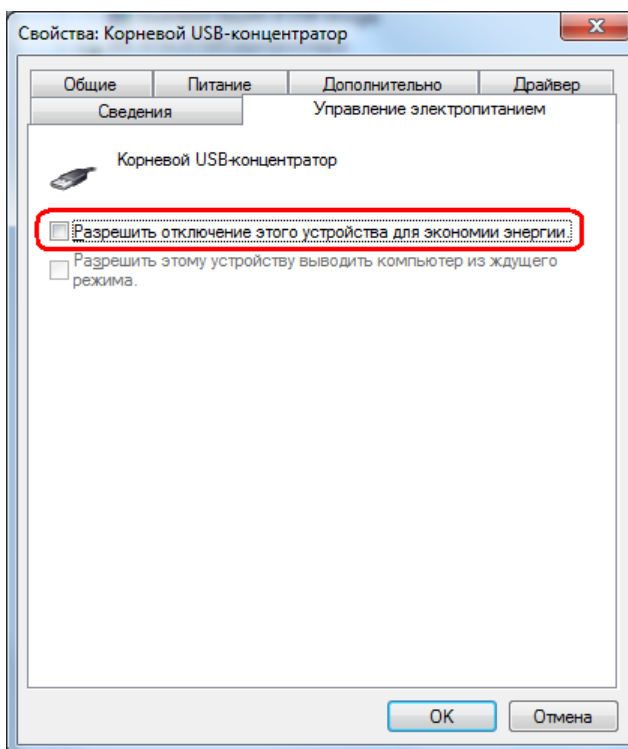 Свойства: Корневой USB-концентратор
Общие Питание Дополнительно Драйвер
Сведения Управление электропитанием
Корневой USB-концентратор
Разрешить отключение этого устройства для экономии энергии.
Разрешить этому устройству выводить компьютер из ждущего
режима.
OK Отмена